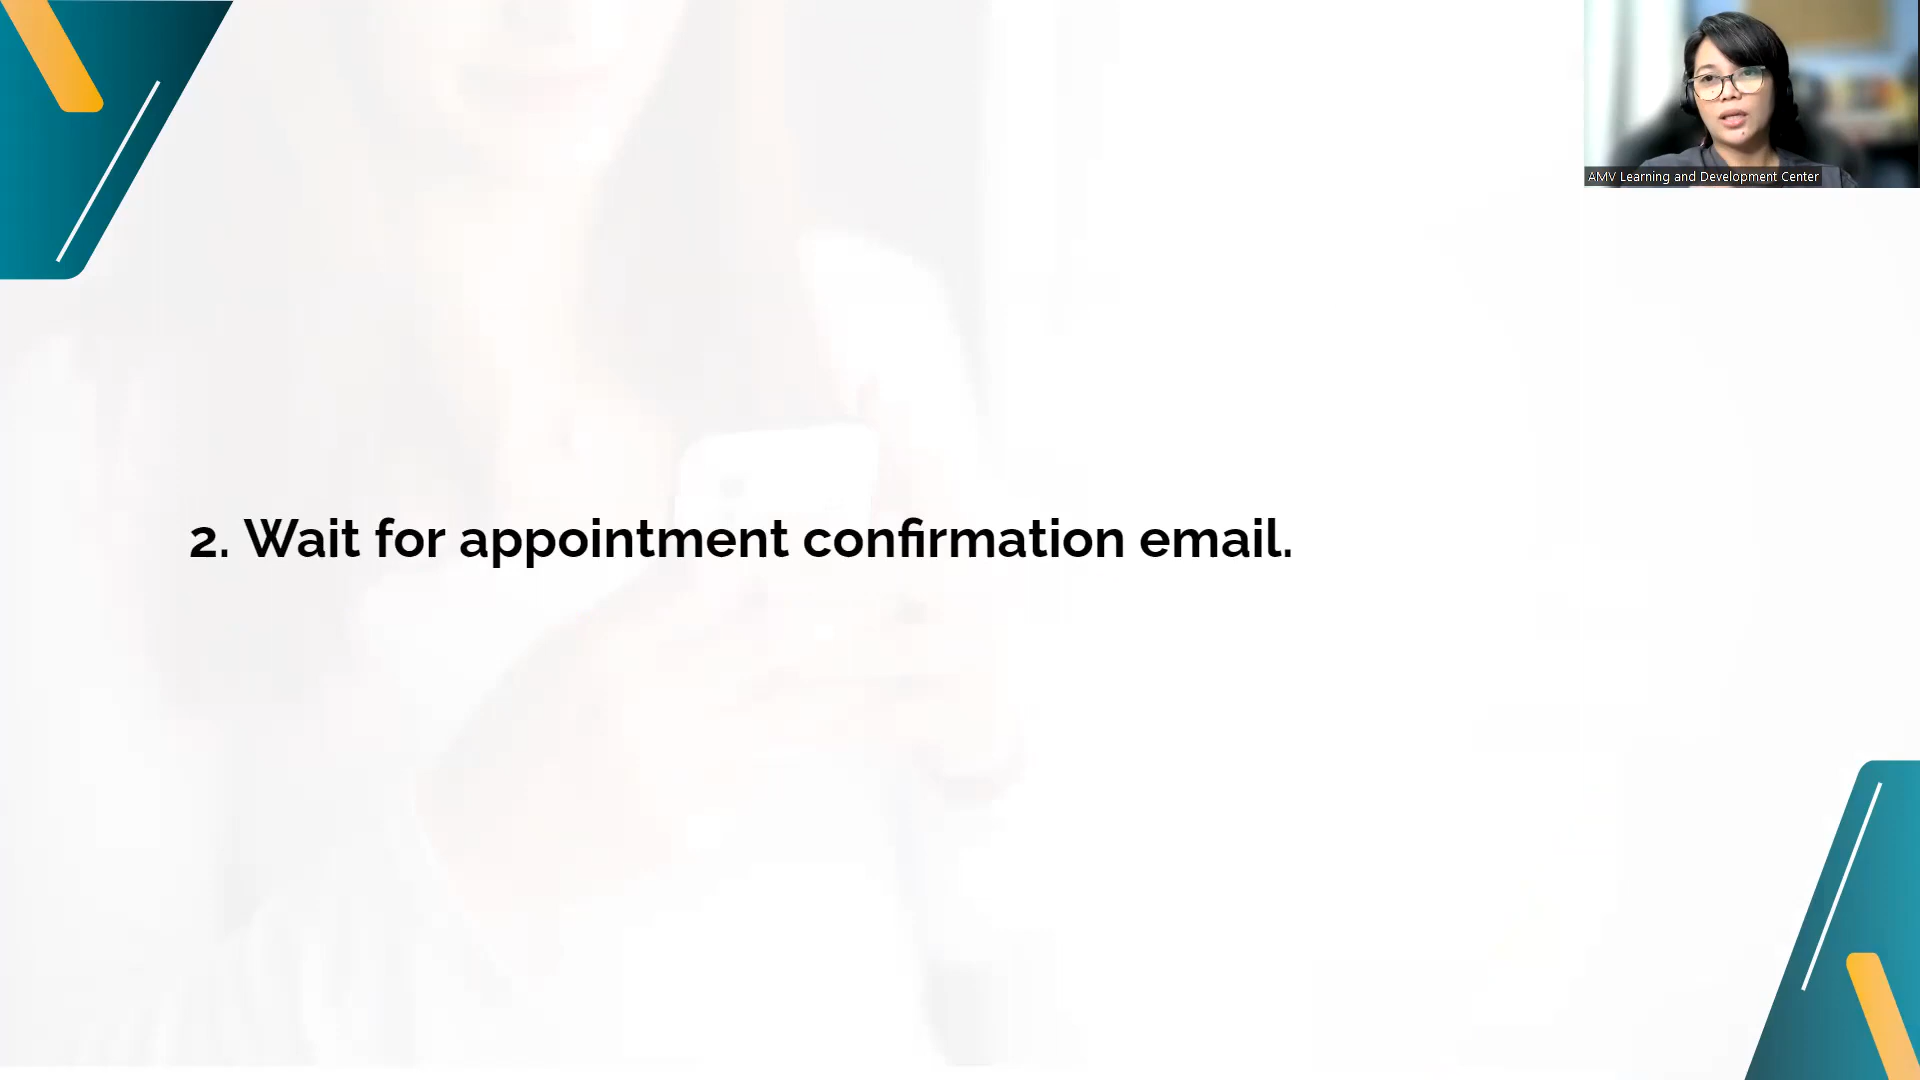 AMV Learning and Development Center
2. Wait for appointment confirmation email.